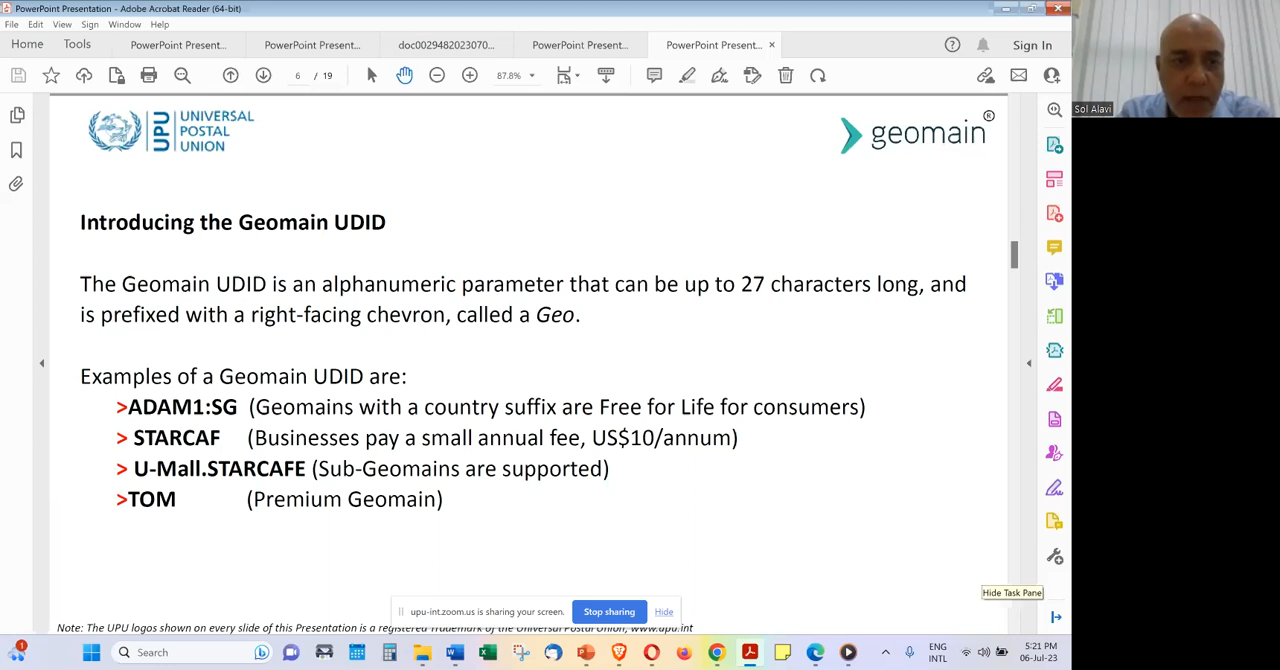 PowerPoint Presentation - Adobe Acrobat Reader (64-bit)
File Edit View Sign Window Help
Home Tools PowerPoint Present... PowerPoint Present... doc0029482023070... PowerPoint Present... PowerPoint Present... × Sign In
6 / 19 87.8%
UPU UNIVERSAL
POSTAL
UNION
geomain®
Sol Alavi
Introducing the Geomain UDID
The Geomain UDID is an alphanumeric parameter that can be up to 27 characters long, and
is prefixed with a right-facing chevron, called a Geo.
Examples of a Geomain UDID are:
>ADAM1:SG (Geomains with a country suffix are Free for Life for consumers)
> STARCAF (Businesses pay a small annual fee, US$10/annum)
> U-Mall.STARCAFE (Sub-Geomains are supported)
>TOM (Premium Geomain)
Hide Task Pane
upu-int.zoom.us is sharing your screen. Stop sharing Hide
Note: The UPU logos shown on every slide of this Presentation is a registered Trademark of the Universal Postal Union, www.upu.int
1 Search ENG 5:21 PM
INTL 06-Jul-23